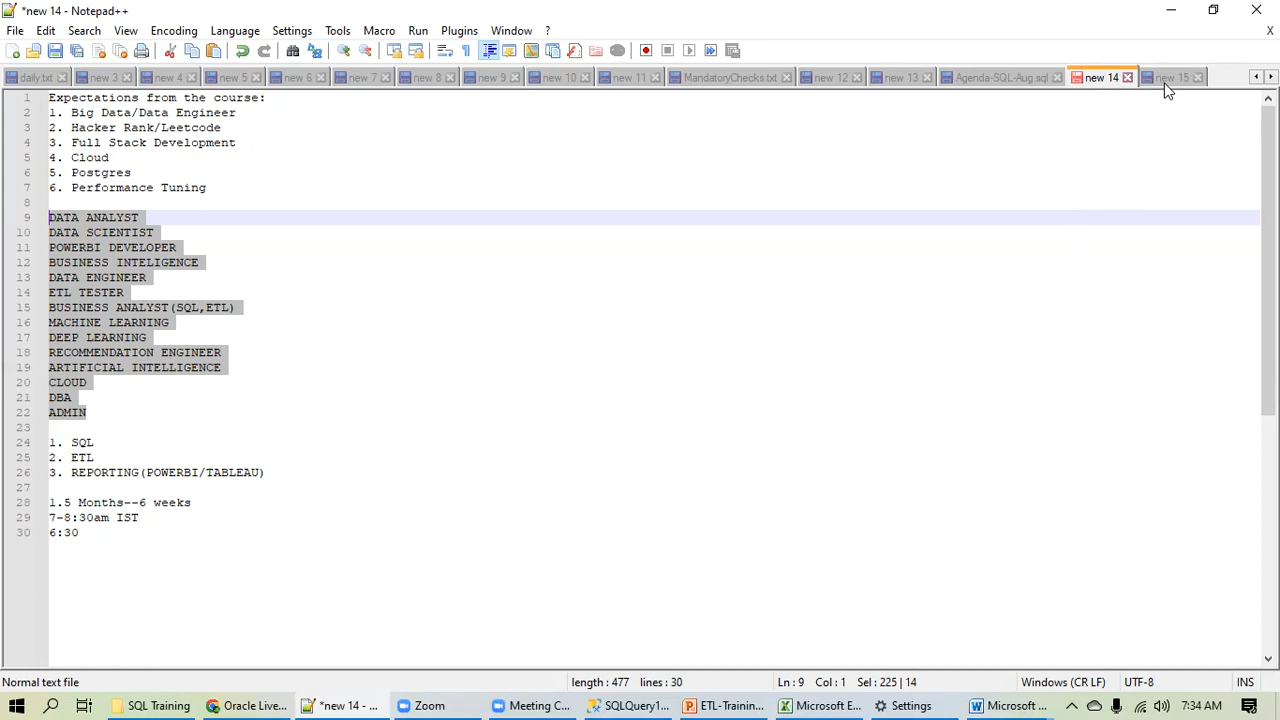 *new 14 - Notepad++
File Edit Search View Encoding Language Settings Tools Macro Run Plugins Window ?
X
daily.txt new 3 new 4 new 5 new 6 new 7 new 9 new 10 new 11 MandatoryChecks.txt new 12 new 13 Agenda-SQL-Aug.sql new 14 new 15
1 Expectations from the course:
2 1. Big Data/Data Engineer
3 2. Hacker Rank/Leetcode
4 3. Full Stack Development
5 4. Cloud
6 5. Postgres
7 6. Performance Tuning
8
9 DATA ANALYST
10 DATA SCIENTIST
11 POWERBI DEVELOPER
12 BUSINESS INTELIGENCE
13 DATA ENGINEER
14 ETL TESTER
15 BUSINESS ANALYST(SQL,ETL)
16 MACHINE LEARNING
17 DEEP LEARNING
18 RECOMMENDATION ENGINEER
19 ARTIFICIAL INTELLIGENCE
20 CLOUD
21 DBA
22 ADMIN
23
24 1. SQL
25 2. ETL
26 3. REPORTING(POWERBI/TABLEAU)
27
28 1.5 Months--6 weeks
29 7-8:30am IST
30 6:30
Normal text file length : 477 lines : 30 Ln : 9 Col : 1 Sel : 225 | 14 Windows (CR LF) UTF-8 INS
SQL Training Oracle Live... *new 14 - ... Zoom Meeting C... SQLQuery1... ETL-Trainin... Microsoft E... Settings Microsoft ... 7:34 AM